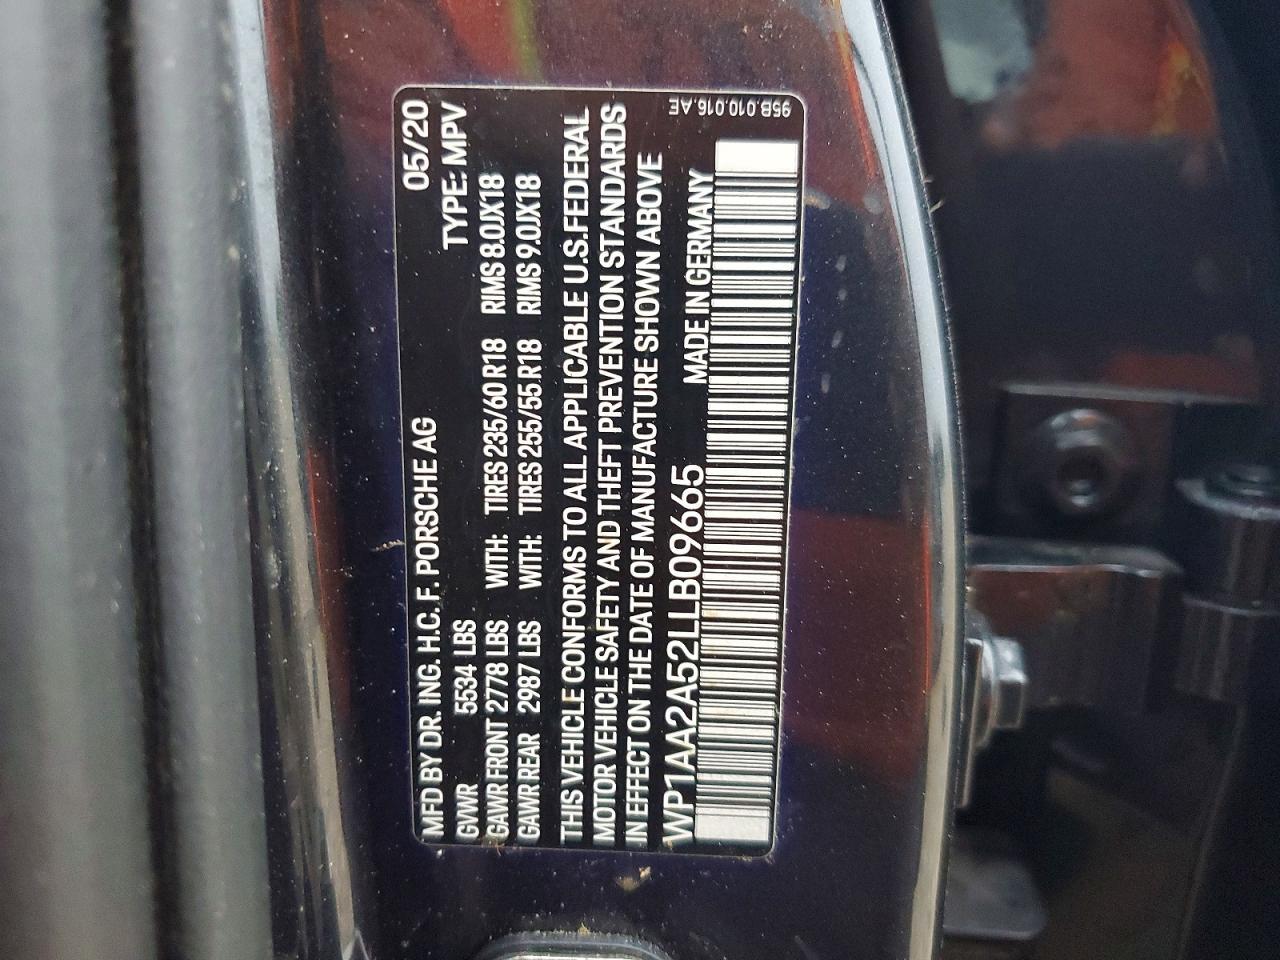 MFD BY DR. ING. H.C. F. PORSCHE AG 05/20
GVWR 5534 LBS TYPE: MPV
GAWR FRONT 2778 LBS WITH: TIRES 235/60 R18 RIMS 8.0JX18
GAWR REAR 2987 LBS WITH: TIRES 255/55 R18 RIMS 9.0JX18
THIS VEHICLE CONFORMS TO ALL APPLICABLE U.S.FEDERAL
MOTOR VEHICLE SAFETY AND THEFT PREVENTION STANDARDS
IN EFFECT ON THE DATE OF MANUFACTURE SHOWN ABOVE
WP1AA2A52LLB09665 MADE IN GERMANY
95B.010.016.AE